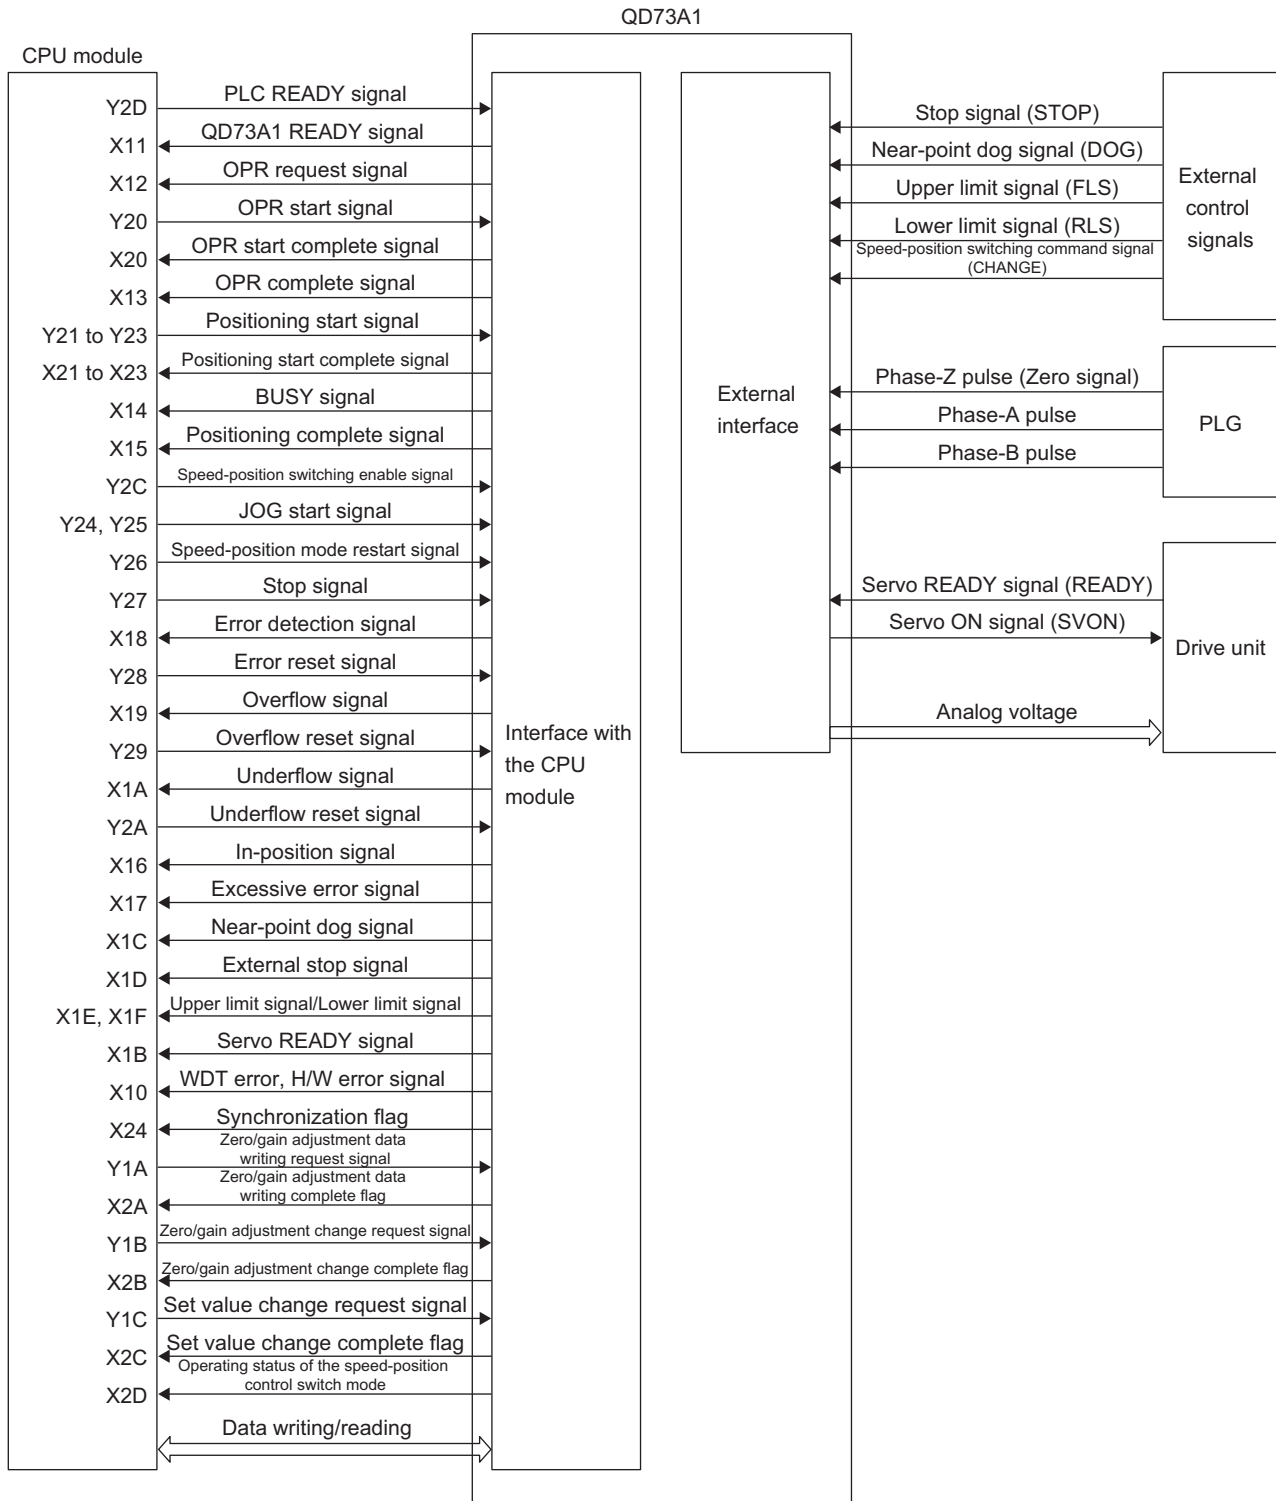 QD73A1
CPU module
Y2D PLC READY signal
X11 QD73A1 READY signal
X12 OPR request signal
Y20 OPR start signal
X20 OPR start complete signal
X13 OPR complete signal
Y21 to Y23 Positioning start signal
X21 to X23 Positioning start complete signal
X14 BUSY signal
X15 Positioning complete signal
Y2C Speed-position switching enable signal
Y24, Y25 JOG start signal
Y26 Speed-position mode restart signal
Y27 Stop signal
X18 Error detection signal
Y28 Error reset signal
X19 Overflow signal
Y29 Overflow reset signal
X1A Underflow signal
Y2A Underflow reset signal
X16 In-position signal
X17 Excessive error signal
X1C Near-point dog signal
X1D External stop signal
X1E, X1F Upper limit signal/Lower limit signal
X1B Servo READY signal
X10 WDT error, H/W error signal
X24 Synchronization flag
Zero/gain adjustment data
Y1A writing request signal
Zero/gain adjustment data
X2A writing complete flag
Y1B Zero/gain adjustment change request signal
X2B Zero/gain adjustment change complete flag
Y1C Set value change request signal
X2C Set value change complete flag
Operating status of the speed-position
X2D control switch mode
Data writing/reading
Interface with
the CPU
module
External
interface
Stop signal (STOP)
Near-point dog signal (DOG)
Upper limit signal (FLS)
Lower limit signal (RLS)
Speed-position switching command signal
(CHANGE)
External
control
signals
Phase-Z pulse (Zero signal)
Phase-A pulse
Phase-B pulse
PLG
Servo READY signal (READY)
Servo ON signal (SVON)
Analog voltage
Drive unit